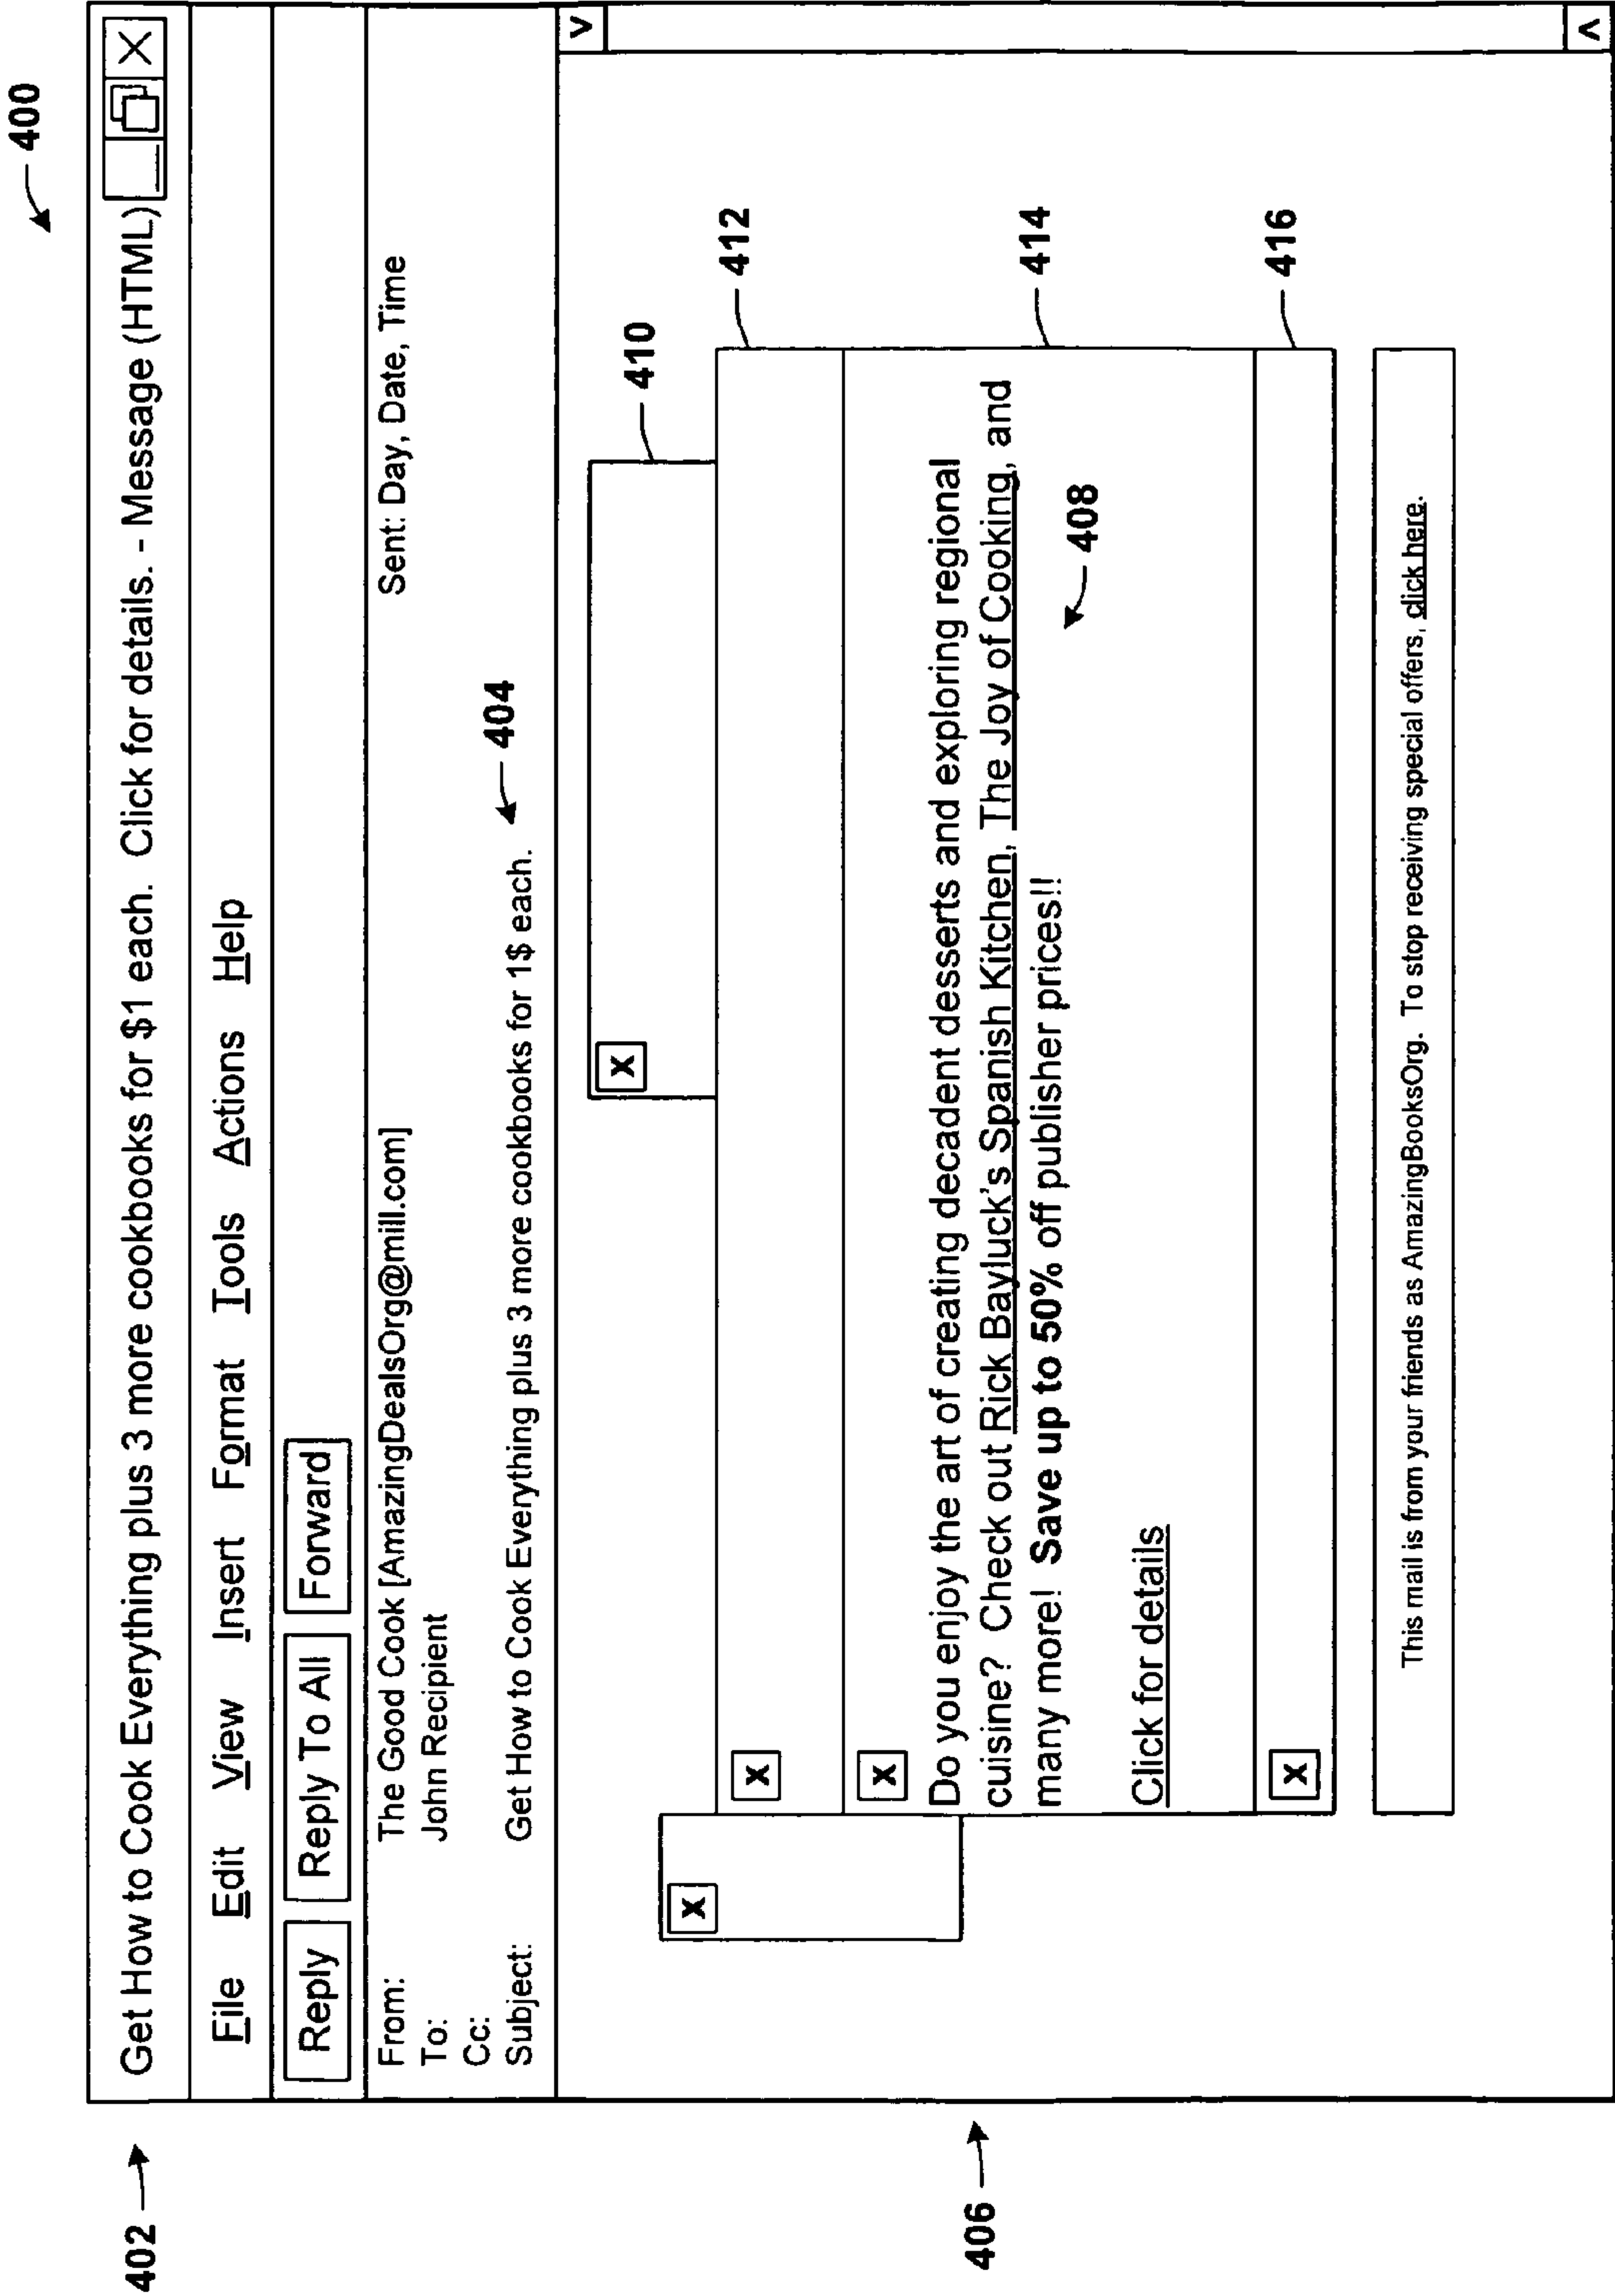 400
402
Get How to Cook Everything plus 3 more cookbooks for $1 each. Click for details. - Message (HTML) _ X
File Edit View Insert Format Tools Actions Help
Reply Reply To All Forward
From: The Good Cook [AmazingDealsOrg@mill.com] Sent: Day, Date, Time
To: John Recipient
Cc:
Subject: Get How to Cook Everything plus 3 more cookbooks for 1$ each.
404
406
X
410
X
X
412
X
Do you enjoy the art of creating decadent desserts and exploring regional
cuisine? Check out Rick Bayluck's Spanish Kitchen, The Joy of Cooking, and
many more! Save up to 50% off publisher prices!!
408
414
Click for details
X
416
This mail is from your friends as AmazingBooksOrg. To stop receiving special offers, click here.